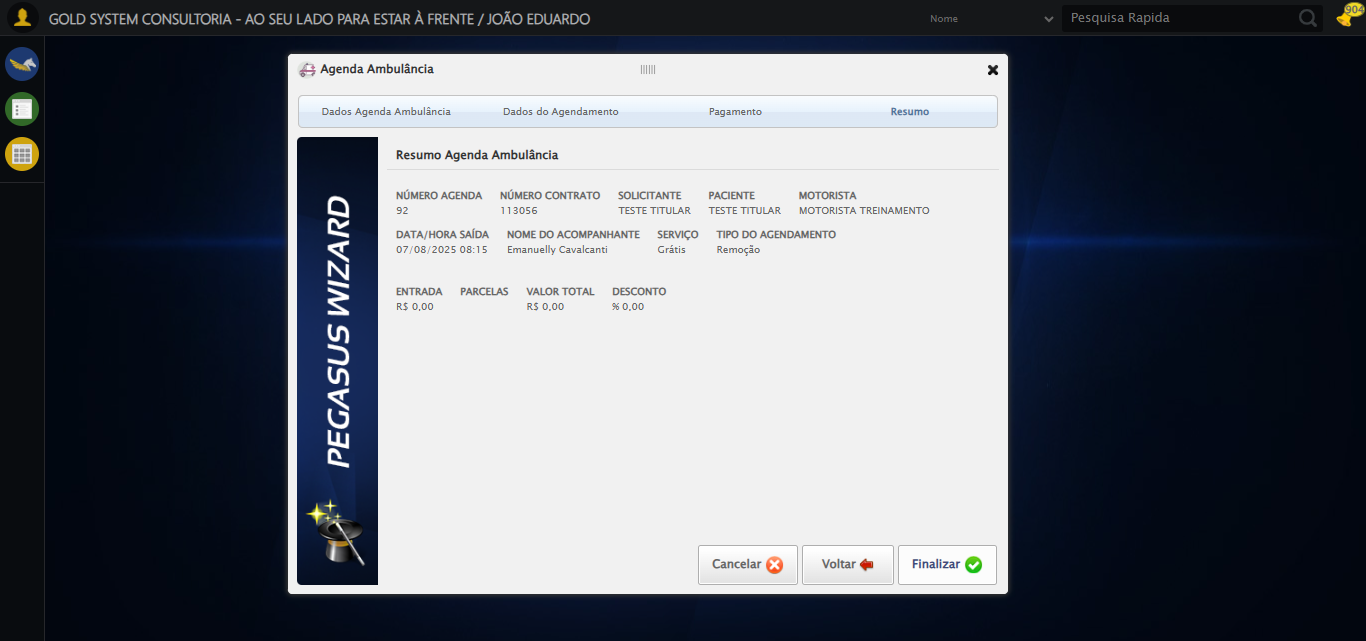 GOLD SYSTEM CONSULTORIA - AO SEU LADO PARA ESTAR À FRENTE / JOÃO EDUARDO
Nome
Pesquisa Rapida
904
Agenda Ambulância
Dados Agenda Ambulância Dados do Agendamento Pagamento Resumo
PEGASUS WIZARD
Resumo Agenda Ambulância
NÚMERO AGENDA NÚMERO CONTRATO SOLICITANTE PACIENTE MOTORISTA
92 113056 TESTE TITULAR TESTE TITULAR MOTORISTA TREINAMENTO
DATA/HORA SAÍDA NOME DO ACOMPANHANTE SERVIÇO TIPO DO AGENDAMENTO
07/08/2025 08:15 Emanuelly Cavalcanti Grátis Remoção
ENTRADA PARCELAS VALOR TOTAL DESCONTO
R$ 0,00 R$ 0,00 % 0,00
Cancelar Voltar Finalizar